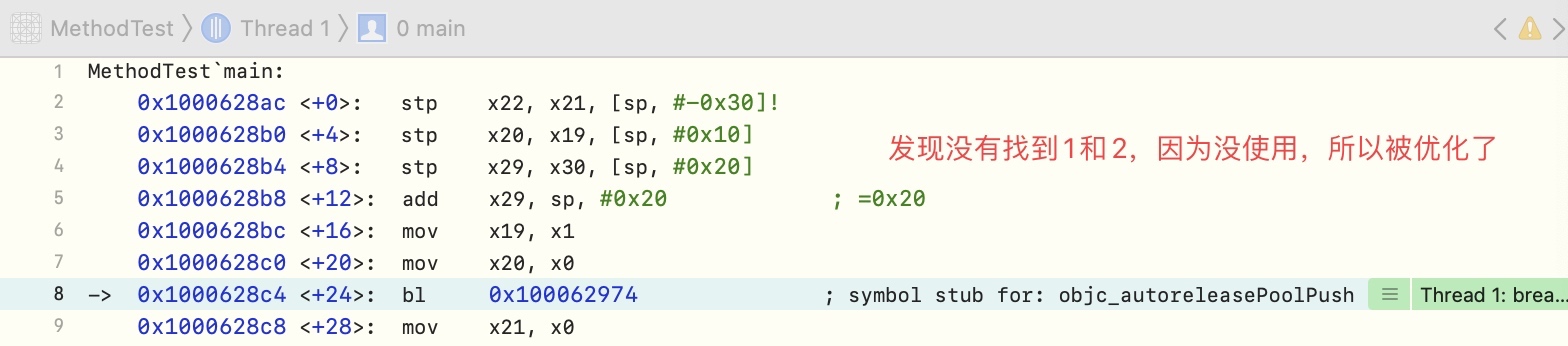 MethodTest 〉 Thread 1 〉 0 main
1 MethodTest`main:
2 0x1000628ac <+0>: stp x22, x21, [sp, #-0x30]!
3 0x1000628b0 <+4>: stp x20, x19, [sp, #0x10]
发现没有找到1和2，因为没使用，所以被优化了
4 0x1000628b4 <+8>: stp x29, x30, [sp, #0x20]
5 0x1000628b8 <+12>: add x29, sp, #0x20 ; =0x20
6 0x1000628bc <+16>: mov x19, x1
7 0x1000628c0 <+20>: mov x20, x0
8 -> 0x1000628c4 <+24>: bl 0x100062974 ; symbol stub for: objc_autoreleasePoolPush Thread 1: brea...
9 0x1000628c8 <+28>: mov x21, x0